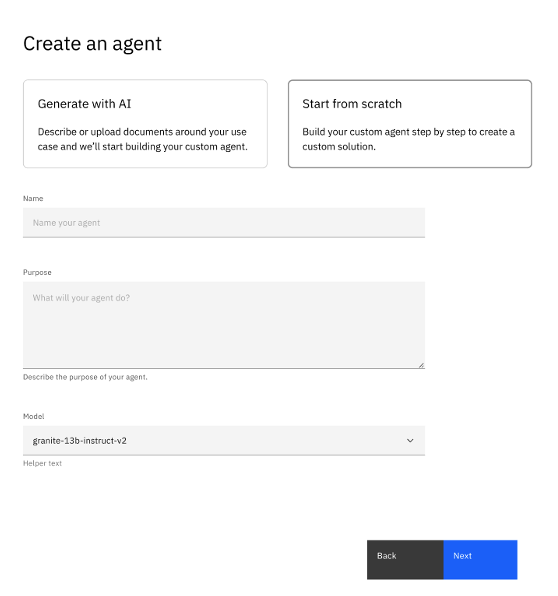 Create an agent
Generate with AI
Describe or upload documents around your use
case and we'll start building your custom agent.
Start from scratch
Build your custom agent step by step to create a
custom solution.
Name
Name your agent
Purpose
What will your agent do?
Describe the purpose of your agent.
Model
granite-13b-instruct-v2
Helper text
Back
Next